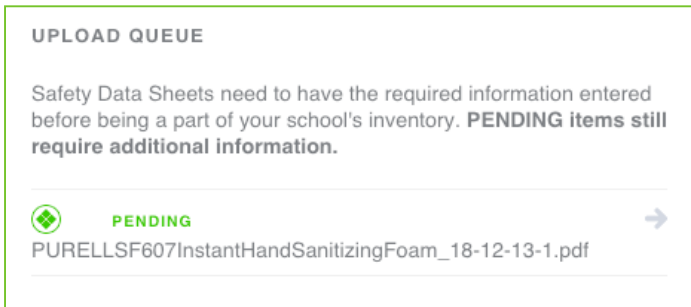 UPLOAD QUEUE
Safety Data Sheets need to have the required information entered
before being a part of your school's inventory. PENDING items still
require additional information.
PENDING
PURELLSF607InstantHandSanitizingFoam_18-12-13-1.pdf